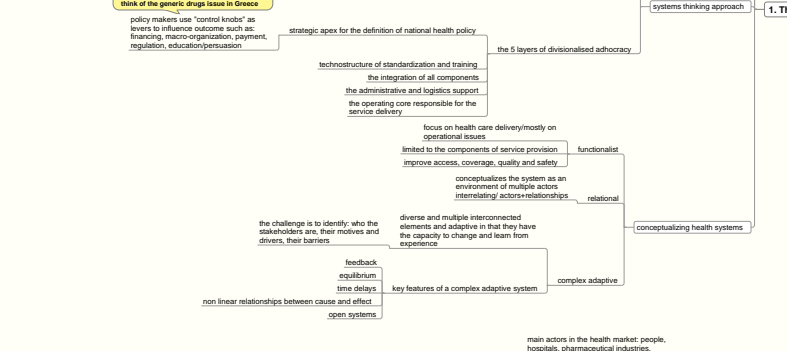 think of the generic drugs issue in Greece
policy makers use "control knobs" as
levers to influence outcome such as:
financing, macro-organization, payment,
regulation, education/persuasion
strategic apex for the definition of national health policy
technostructure of standardization and training
the integration of all components
the administrative and logistics support
the operating core responsible for the
service delivery
the 5 layers of divisionalised adhocracy
systems thinking approach
1. Th
focus on health care delivery/mostly on
operational issues
limited to the components of service provision
improve access, coverage, quality and safety
functionalist
conceptualizes the system as an
environment of multiple actors
interrelating/ actors+relationships
relational
conceptualizing health systems
the challenge is to identify: who the
stakeholders are, their motives and
drivers, their barriers
diverse and multiple interconnected
elements and adaptive in that they have
the capacity to change and learn from
experience
complex adaptive
feedback
equilibrium
time delays
non linear relationships between cause and effect
open systems
key features of a complex adaptive system
main actors in the health market: people,
hospitals, pharmaceutical industries,